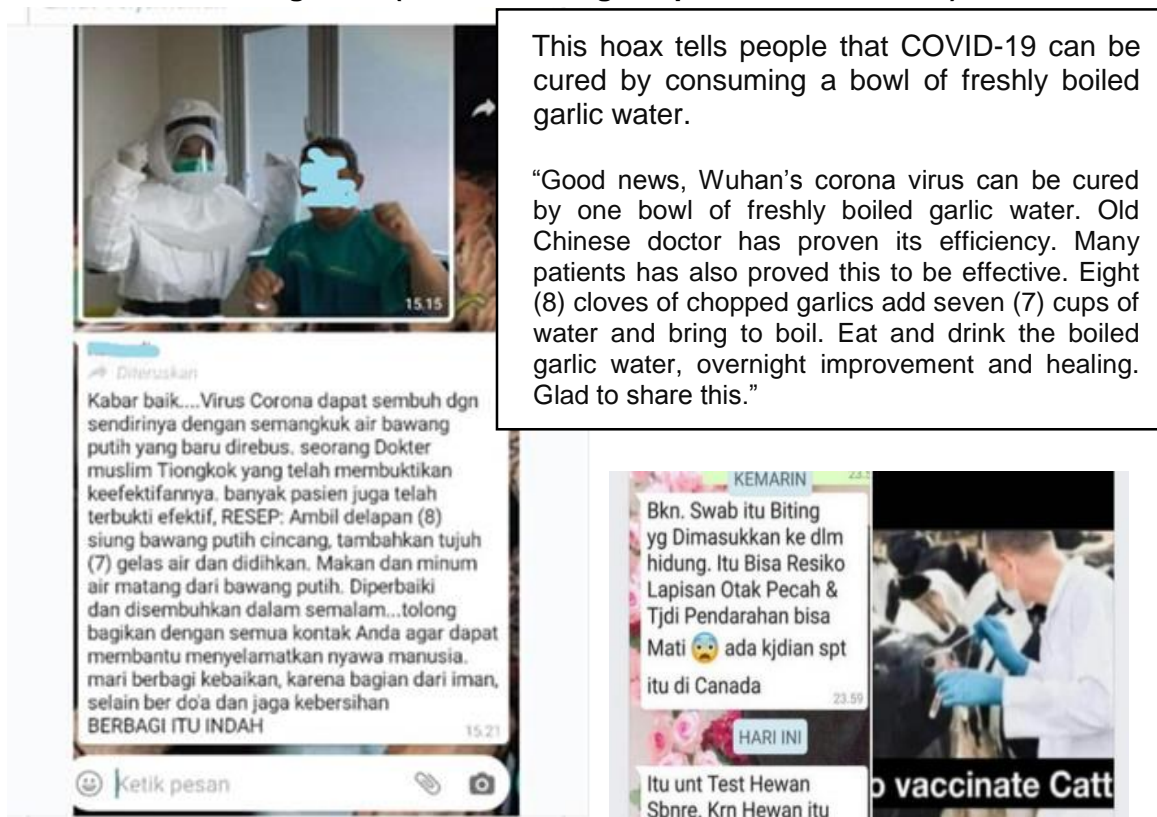 15.15
This hoax tells people that COVID-19 can be
cured by consuming a bowl of freshly boiled
garlic water.
“Good news, Wuhan’s corona virus can be cured
by one bowl of freshly boiled garlic water. Old
Chinese doctor has proven its efficiency. Many
patients has also proved this to be effective. Eight
(8) cloves of chopped garlics add seven (7) cups of
water and bring to boil. Eat and drink the boiled
garlic water, overnight improvement and healing.
Glad to share this.”
Diteruskan
Kabar baik....Virus Corona dapat sembuh dgn
sendirinya dengan semangkuk air bawang
putih yang baru direbus. seorang Dokter
muslim Tiongkok yang telah membuktikan
keefektifannya. banyak pasien juga telah
terbukti efektif, RESEP: Ambil delapan (8)
siung bawang putih cincang, tambahkan tujuh
(7) gelas air dan didihkan. Makan dan minum
air matang dari bawang putih. Diperbaiki
dan disembuhkan dalam semalam...tolong
bagikan dengan semua kontak Anda agar dapat
membantu menyelamatkan nyawa manusia.
mari berbagi kebaikan, karena bagian dari iman,
selain ber do'a dan jaga kebersihan
BERBAGI ITU INDAH
15.21
Ketik pesan
KEMARIN
Bkn. Swab itu Biting
yg Dimasukkan ke dlm
hidung. Itu Bisa Resiko
Lapisan Otak Pecah &
Tjdi Pendarahan bisa
Mati 😨 ada kjdian spt
itu di Canada
23.59
HARI INI
Itu unt Test Hewan
Sbnre. Krn Hewan itu
o vaccinate Catt